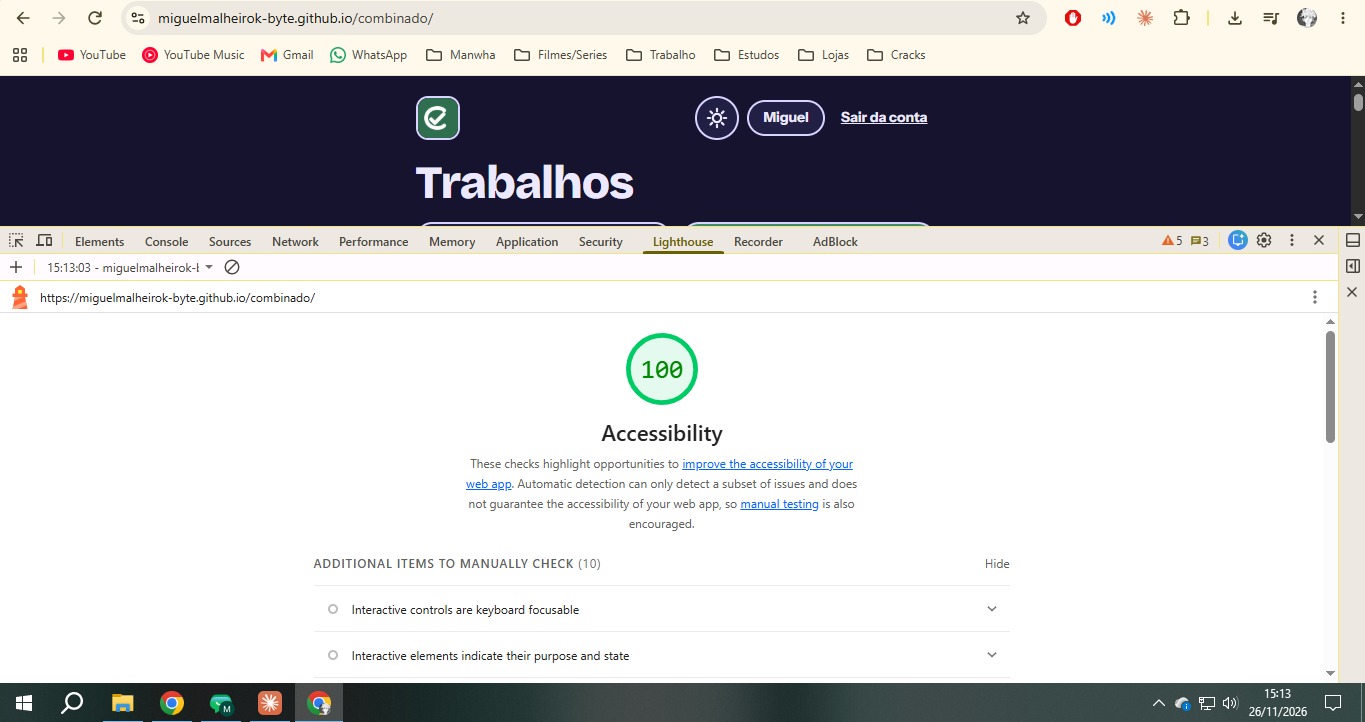 miguelmalheirok-byte.github.io/combinado/
YouTube YouTube Music Gmail WhatsApp Manwha Filmes/Series Trabalho Estudos Lojas Cracks
Miguel Sair da conta
Trabalhos
Elements Console Sources Network Performance Memory Application Security Lighthouse Recorder AdBlock 5 3
15:13:03 - miguelmalheirok-b
https://miguelmalheirok-byte.github.io/combinado/
100
Accessibility
These checks highlight opportunities to improve the accessibility of your
web app. Automatic detection can only detect a subset of issues and does
not guarantee the accessibility of your web app, so manual testing is also
encouraged.
ADDITIONAL ITEMS TO MANUALLY CHECK (10) Hide
Interactive controls are keyboard focusable
Interactive elements indicate their purpose and state
M
15:13
26/11/2026